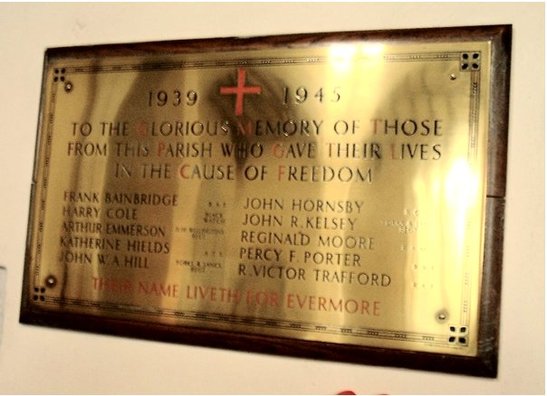 1939 1945
TO THE GLORIOUS MEMORY OF THOSE
FROM THIS PARISH WHO GAVE THEIR LIVES
IN THE CAUSE OF FREEDOM
FRANK BAINBRIDGE
HARRY COLE BLACK WATCH
ARTHUR EMMERSON
KATHERINE HIELDS
JOHN W.A. HILL
JOHN HORNSBY
JOHN R. KELSEY
REGINALD MOORE
PERCY F. PORTER
R. VICTOR TRAFFORD
THEIR NAME LIVETH FOR EVERMORE